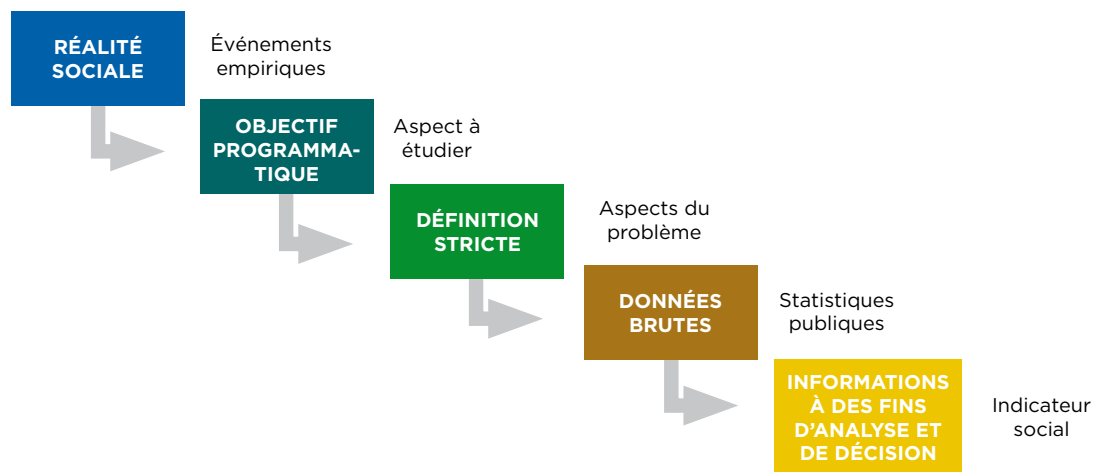 RÉALITÉ
SOCIALE
Événements
empiriques
OBJECTIF
PROGRAMMA-
TIQUE
Aspect à
étudier
DÉFINITION
STRICTE
Aspects du
problème
DONNÉES
BRUTES
Statistiques
publiques
INFORMATIONS
À DES FINS
D'ANALYSE ET
DE DÉCISION
Indicateur
social